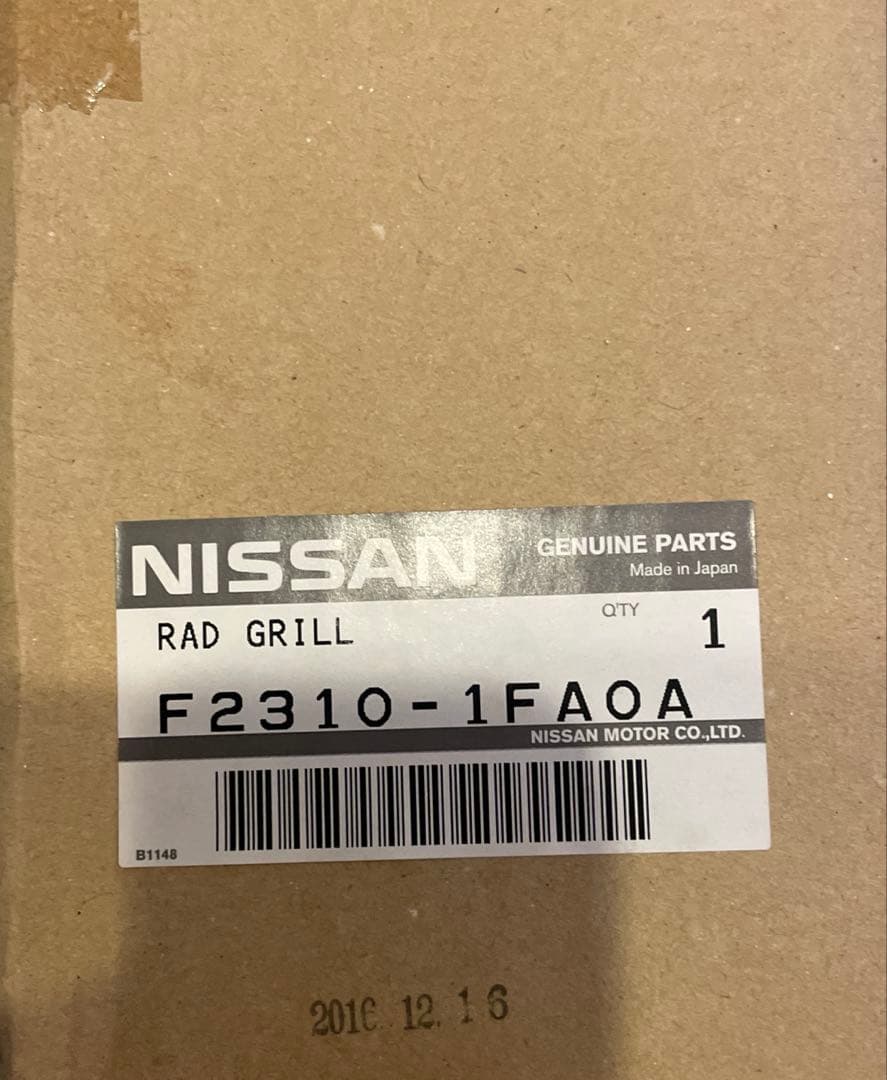 NISSAN
GENUINE PARTS
Made in Japan
RAD GRILL
Q'TY
1
F2310-1FA0A
NISSAN MOTOR CO.,LTD.
B1148
2016.12.16